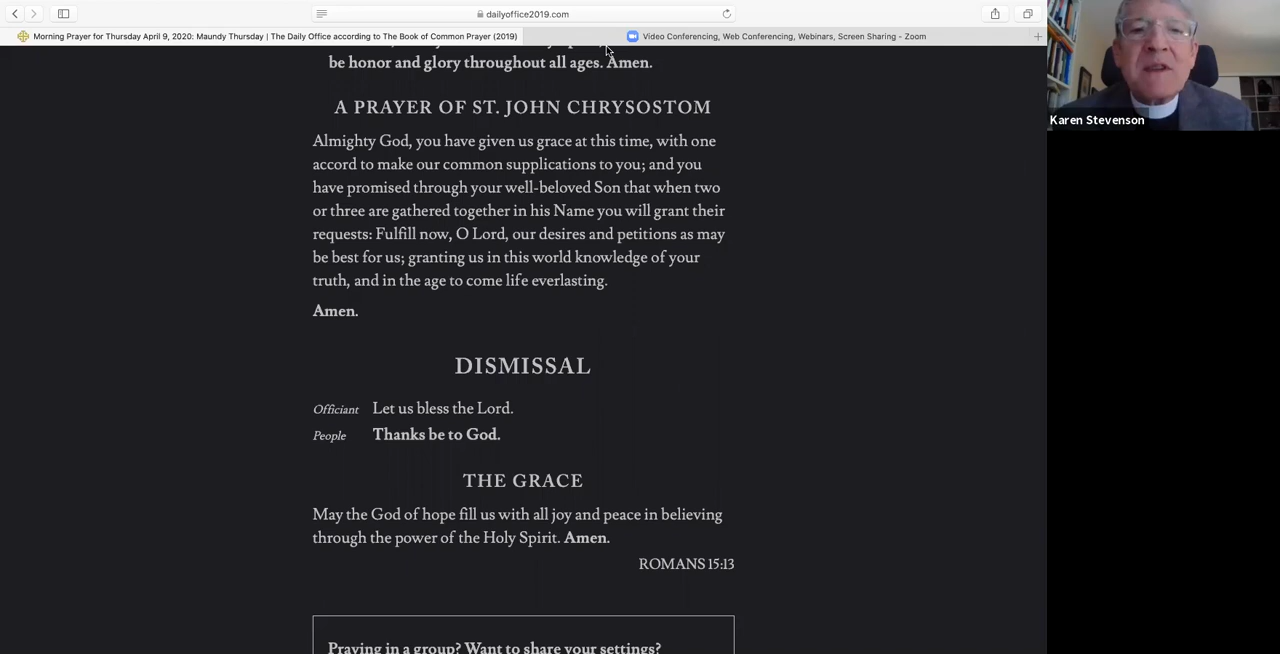 dailyoffice2019.com
Morning Prayer for Thursday April 9, 2020: Maundy Thursday | The Daily Office according to The Book of Common Prayer (2019)
Video Conferencing, Web Conferencing, Webinars, Screen Sharing - Zoom
be honor and glory throughout all ages. Amen.
A PRAYER OF ST. JOHN CHRYSOSTOM
Almighty God, you have given us grace at this time, with one
accord to make our common supplications to you; and you
have promised through your well-beloved Son that when two
or three are gathered together in his Name you will grant their
requests: Fulfill now, O Lord, our desires and petitions as may
be best for us; granting us in this world knowledge of your
truth, and in the age to come life everlasting.
Amen.
DISMISSAL
Officiant Let us bless the Lord.
People Thanks be to God.
THE GRACE
May the God of hope fill us with all joy and peace in believing
through the power of the Holy Spirit. Amen.
ROMANS 15:13
Praying in a group? Want to share your settings?
Karen Stevenson